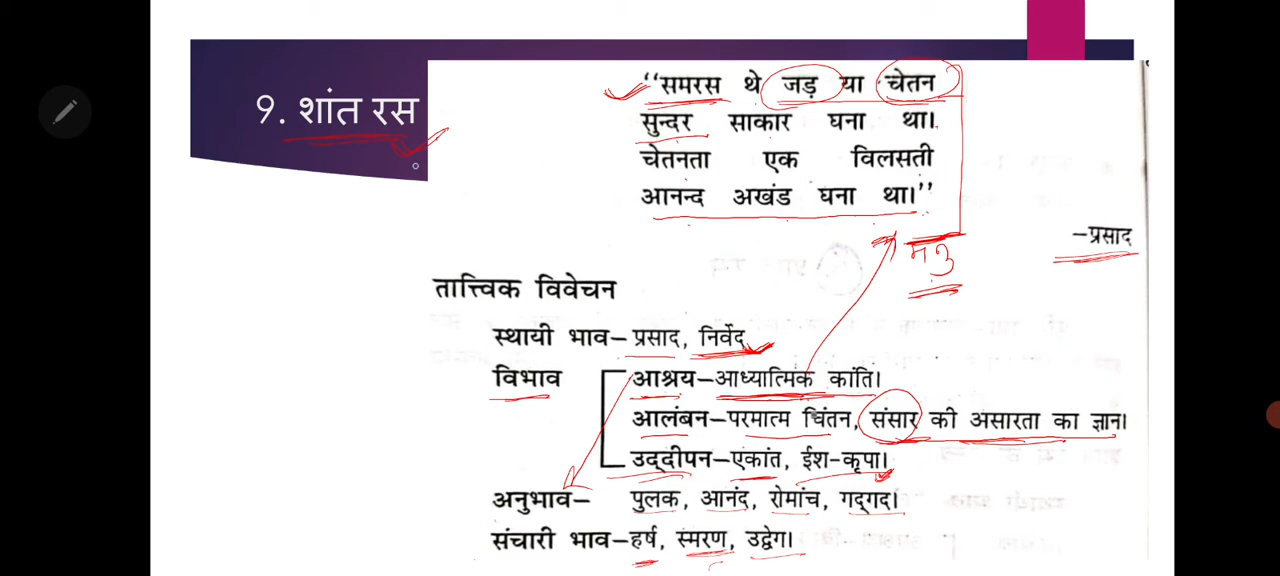 9. शांत रस
“समरस थे जड़ या चेतन
सुन्दर साकार घना था।
चेतनता एक विलसती
आनन्द अखंड घना था।”
–प्रसाद
मनु
तात्त्विक विवेचन
स्थायी भाव– प्रसाद, निर्वेद
विभाव
आश्रय–आध्यात्मिक कांति।
आलंबन–परमात्म चिंतन, संसार की असारता का ज्ञान।
उद्दीपन–एकांत, ईश-कृपा।
अनुभाव– पुलक, आनंद, रोमांच, गद्गद।
संचारी भाव–हर्ष, स्मरण, उद्वेग।